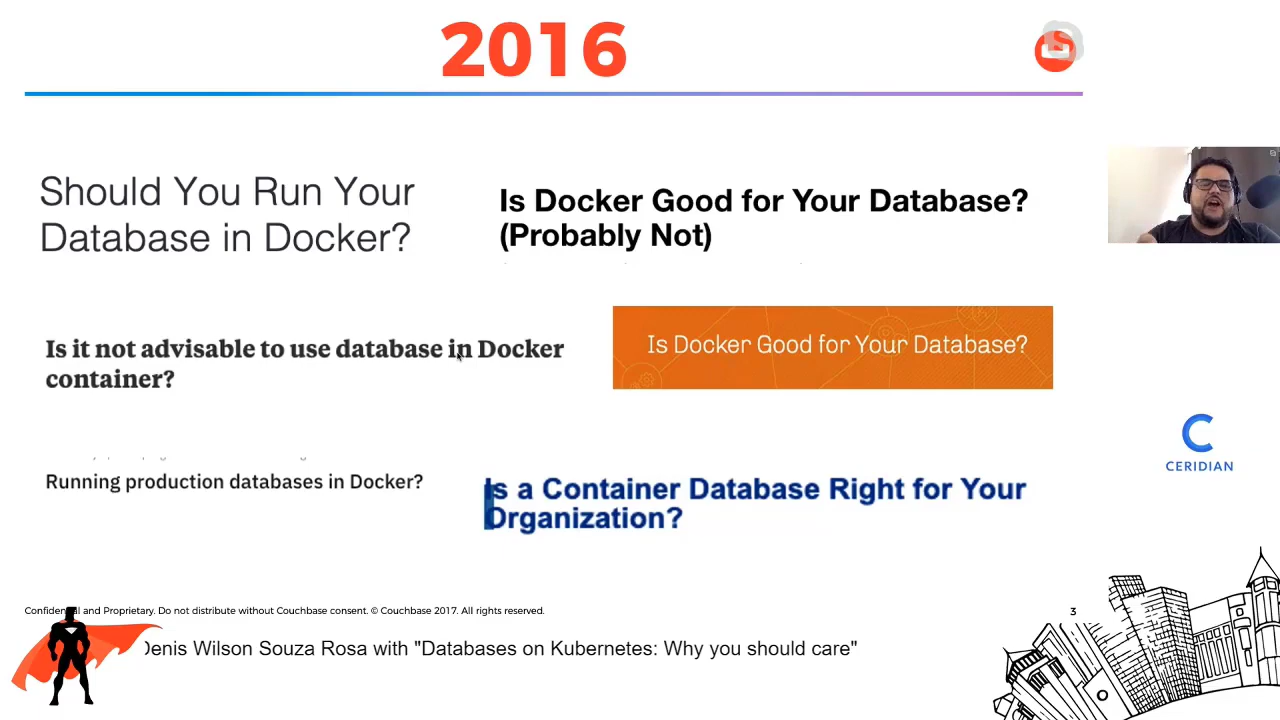 2016
Should You Run Your
Database in Docker?
Is Docker Good for Your Database?
(Probably Not)
Is it not advisable to use database in Docker
container?
Is Docker Good for Your Database?
Running production databases in Docker?
Is a Container Database Right for Your
Organization?
CERIDIAN
Confidential and Proprietary. Do not distribute without Couchbase consent. © Couchbase 2017. All rights reserved.
3
Denis Wilson Souza Rosa with "Databases on Kubernetes: Why you should care"